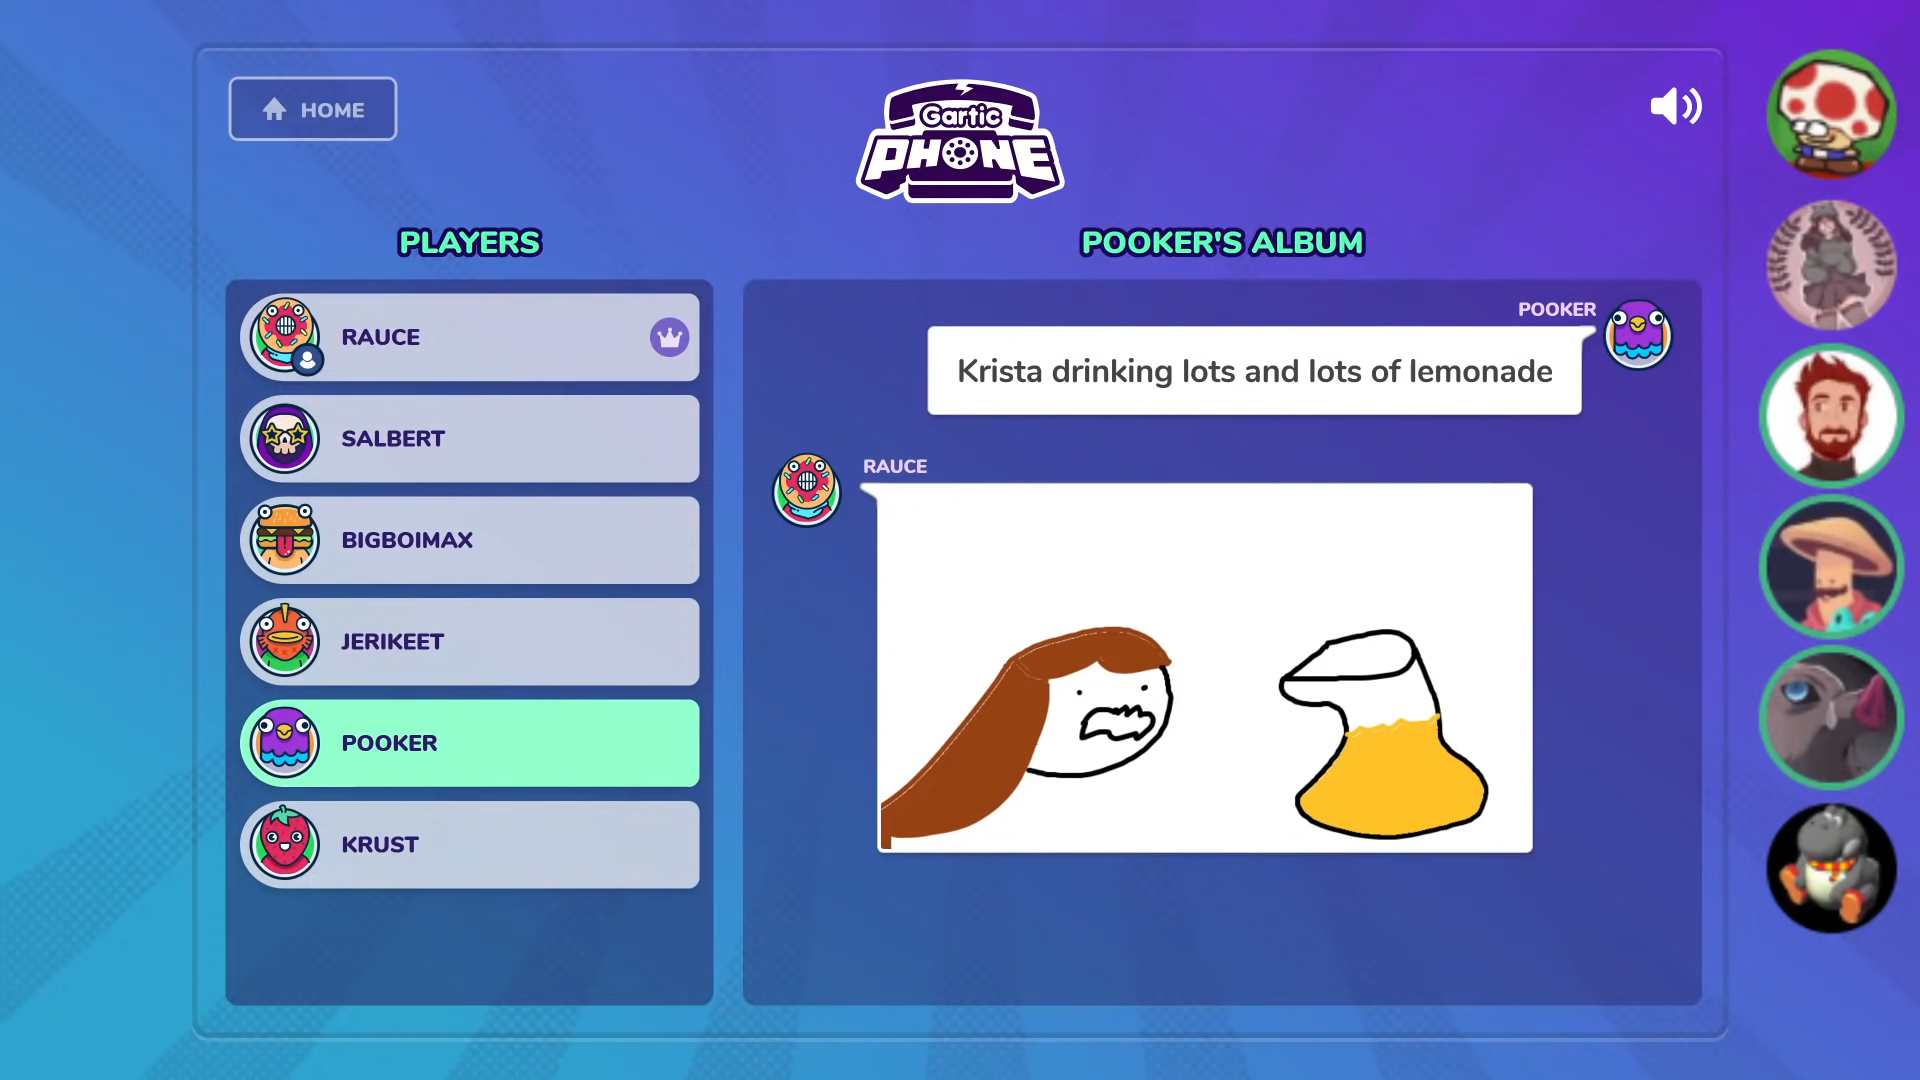 HOME
Gartic
PHONE
PLAYERS
RAUCE
SALBERT
BIGBOIMAX
JERIKEET
POOKER
KRUST
POOKER'S ALBUM
POOKER
Krista drinking lots and lots of lemonade
RAUCE